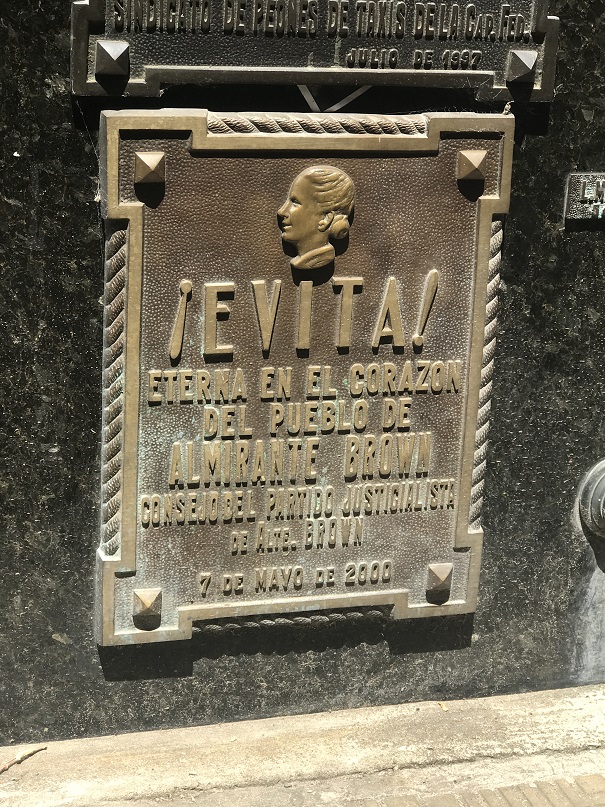 SINDICATO DE PEONES DE TAXIS DE LA CAP. FED.
JULIO DE 1997
¡EVITA!
ETERNA EN EL CORAZON
DEL PUEBLO DE
ALMIRANTE BROWN
CONSEJO DEL PARTIDO JUSTICIALISTA
DE ALTE. BROWN
7 DE MAYO DE 2000